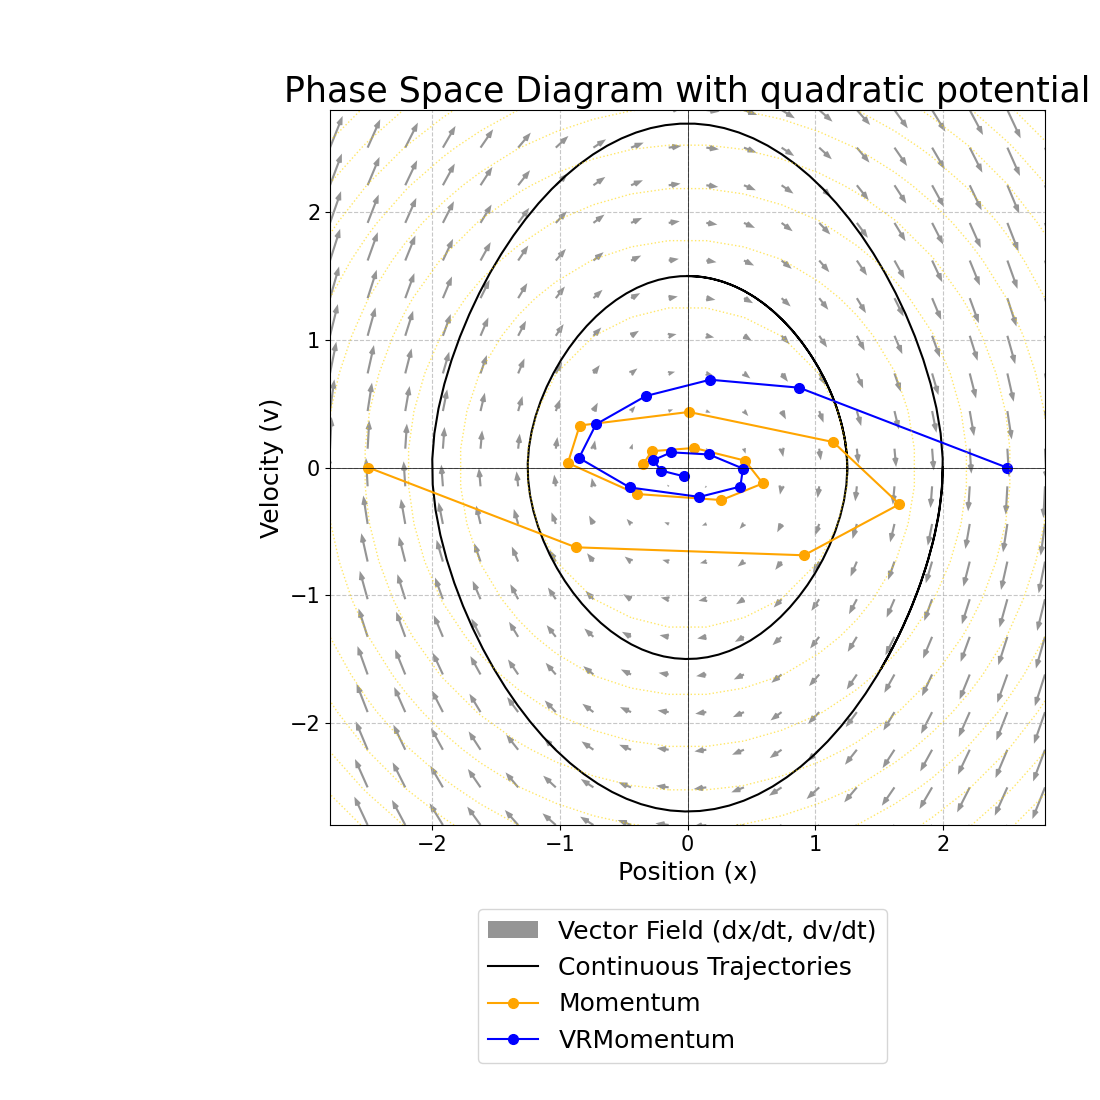 Phase Space Diagram with quadratic potential
Velocity (v)
2
1
0
−1
−2
−2 −1 0 1 2
Position (x)
Vector Field (dx/dt, dv/dt)
Continuous Trajectories
Momentum
VRMomentum